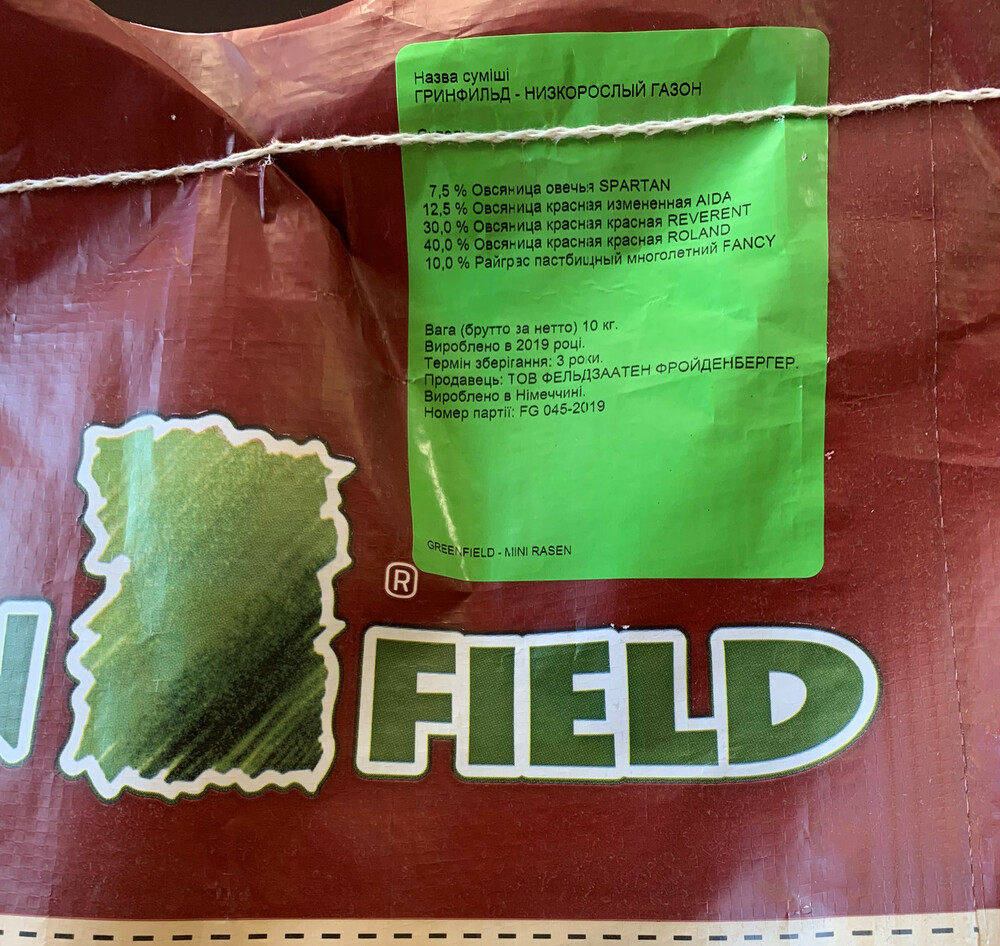 Назва суміші
ГРИНФИЛЬД - НИЗКОРОСЛЫЙ ГАЗОН
7,5 % Овсяница овечья SPARTAN
12,5 % Овсяница красная измененная AIDA
30,0 % Овсяница красная красная REVERENT
40,0 % Овсяница красная красная ROLAND
10,0 % Райграс пастбищный многолетний FANCY
Вага (брутто за нетто) 10 кг.
Вироблено в 2019 році.
Термін зберігання: 3 роки.
Продавець: ТОВ ФЕЛЬДЗААТЕН ФРОЙДЕНБЕРГЕР.
Вироблено в Німеччині.
Номер партії: FG 045-2019
GREENFIELD - MINI RASEN
®
FIELD